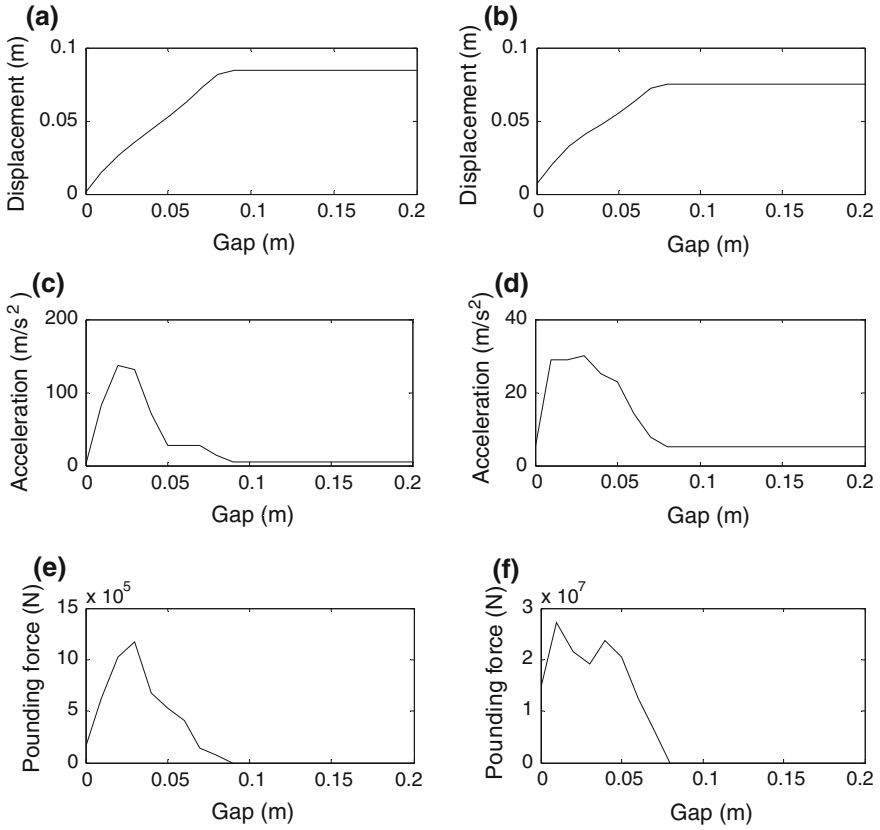 (a)
Displacement (m)
0.1
0.05
0
0 0.05 0.1 0.15 0.2
Gap (m)
(b)
Displacement (m)
0.1
0.05
0
0 0.05 0.1 0.15 0.2
Gap (m)
(c)
Acceleration (m/s²)
200
100
0
0 0.05 0.1 0.15 0.2
Gap (m)
(d)
Acceleration (m/s²)
40
20
0
0 0.05 0.1 0.15 0.2
Gap (m)
(e)
Pounding force (N)
x 10⁵
15
10
5
0
0 0.05 0.1 0.15 0.2
Gap (m)
(f)
Pounding force (N)
x 10⁷
3
2
1
0
0 0.05 0.1 0.15 0.2
Gap (m)